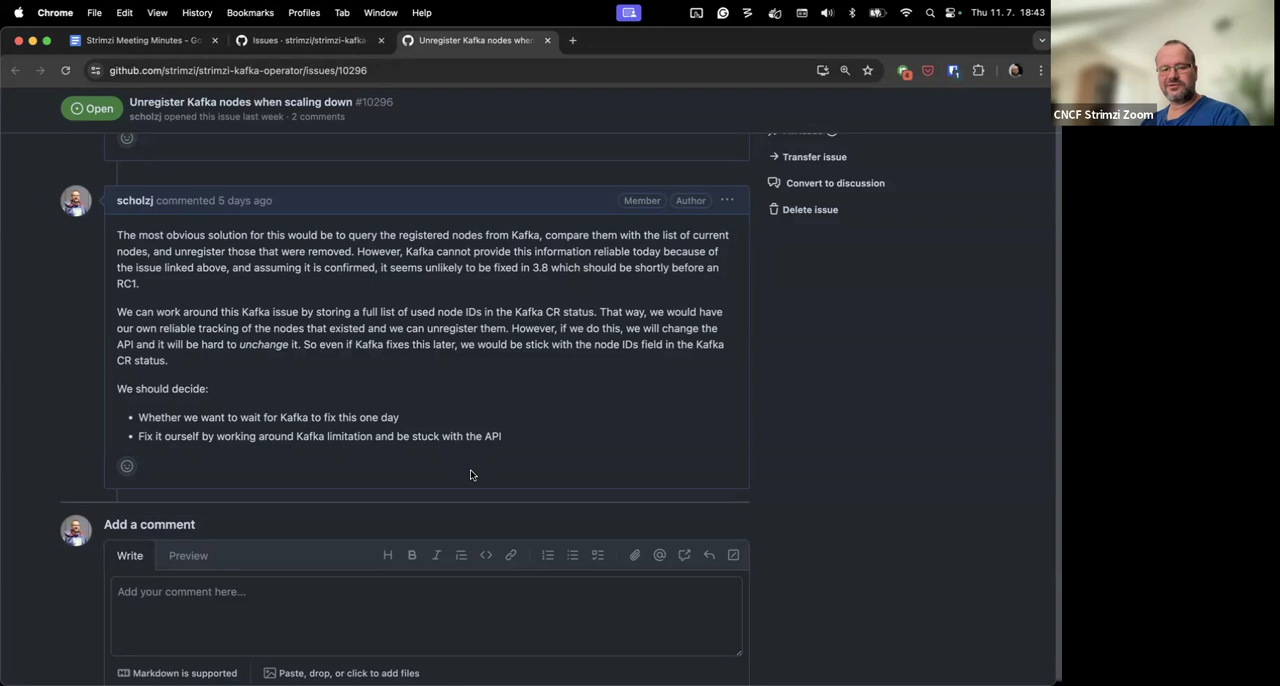 Chrome File Edit View History Bookmarks Profiles Tab Window Help Thu 11. 7. 18:43
Strimzi Meeting Minutes - Go
Issues · strimzi/strimzi-kafka
Unregister Kafka nodes when
github.com/strimzi/strimzi-kafka-operator/issues/10296
CNCF Strimzi Zoom
Open
Unregister Kafka nodes when scaling down #10296
scholzj opened this issue last week · 2 comments
Transfer issue
Convert to discussion
Delete issue
scholzj commented 5 days ago
Member
Author
The most obvious solution for this would be to query the registered nodes from Kafka, compare them with the list of current
nodes, and unregister those that were removed. However, Kafka cannot provide this information reliable today because of
the issue linked above, and assuming it is confirmed, it seems unlikely to be fixed in 3.8 which should be shortly before an
RC1.
We can work around this Kafka issue by storing a full list of used node IDs in the Kafka CR status. That way, we would have
our own reliable tracking of the nodes that existed and we can unregister them. However, if we do this, we will change the
API and it will be hard to unchange it. So even if Kafka fixes this later, we would be stick with the node IDs field in the Kafka
CR status.
We should decide:
• Whether we want to wait for Kafka to fix this one day
• Fix it ourself by working around Kafka limitation and be stuck with the API
Add a comment
Write
Preview
Add your comment here...
Markdown is supported
Paste, drop, or click to add files